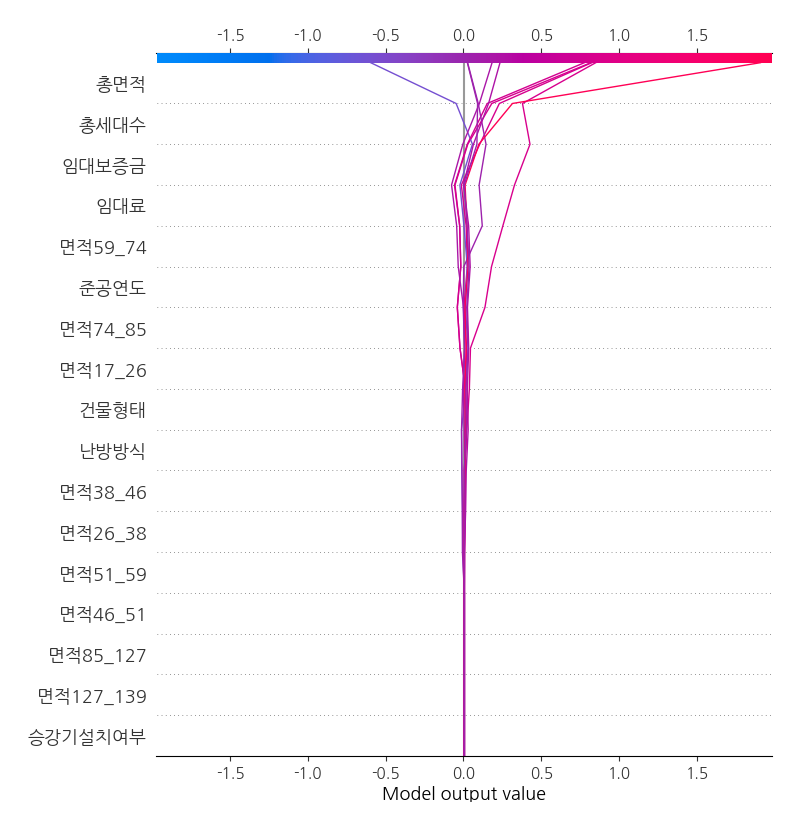 -1.5 -1.0 -0.5 0.0 0.5 1.0 1.5
총면적
총세대수
임대보증금
임대료
면적59_74
준공연도
면적74_85
면적17_26
건물형태
난방방식
면적38_46
면적26_38
면적51_59
면적46_51
면적85_127
면적127_139
승강기설치여부
-1.5 -1.0 -0.5 0.0 0.5 1.0 1.5
Model output value